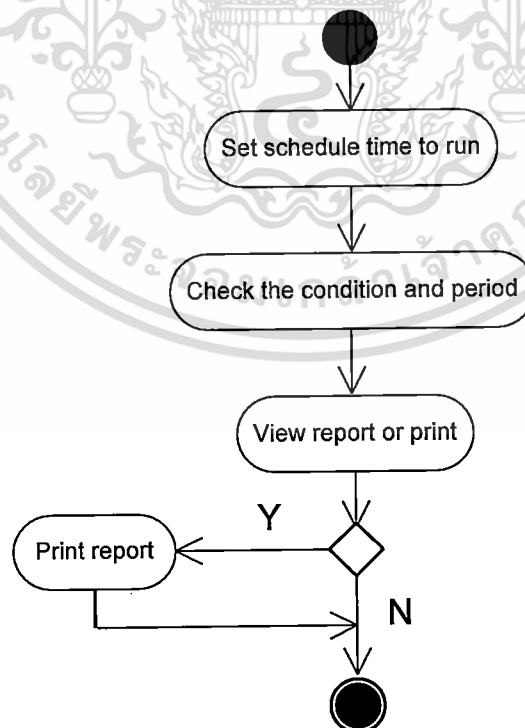 Set schedule time to run
Check the condition and period
View report or print
Y
Print report
N